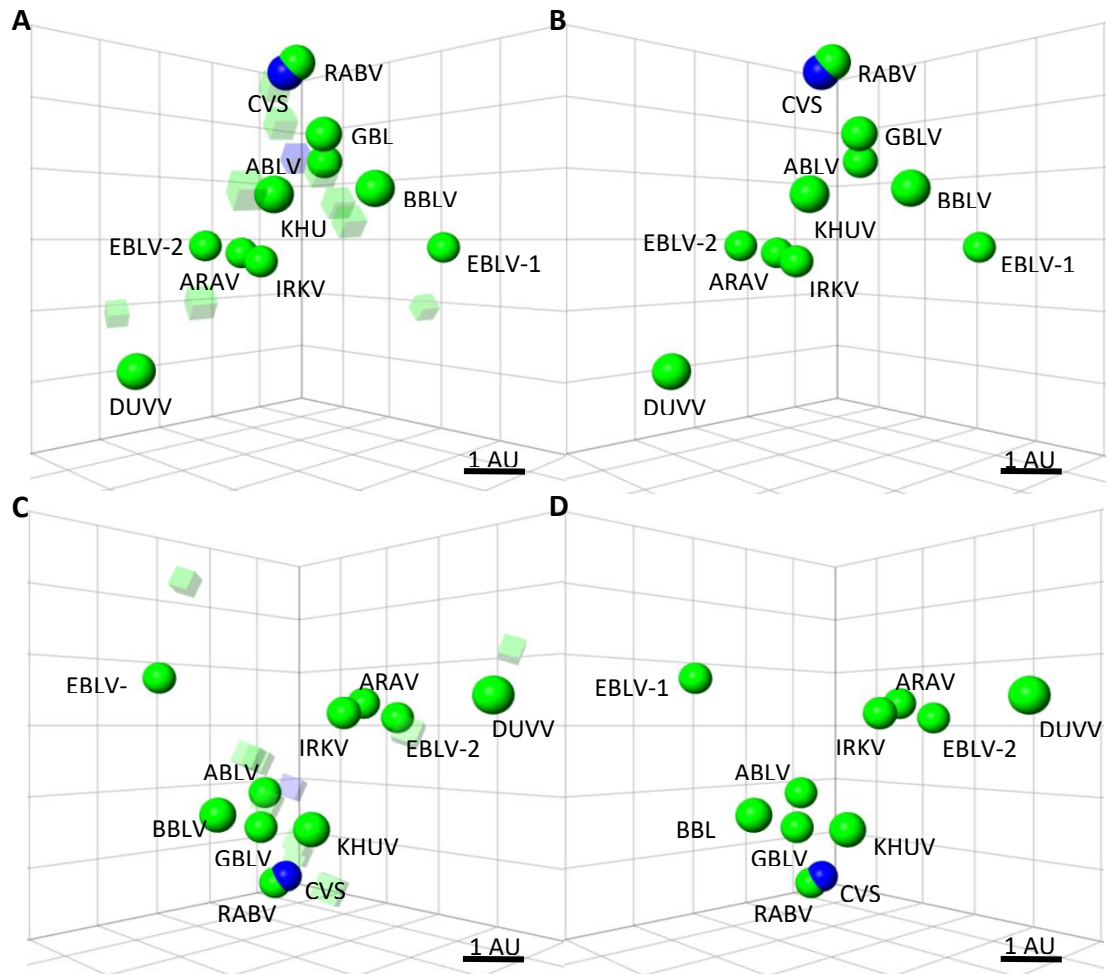 A
RABV
CVS
GBL
ABLV
BBLV
KHU
EBLV-2
EBLV-1
ARAV
IRKV
DUVV
1 AU
B
RABV
CVS
GBLV
ABLV
BBLV
KHUV
EBLV-2
EBLV-1
ARAV
IRKV
DUVV
1 AU
C
EBLV-
ARAV
IRKV
DUVV
EBLV-2
ABLV
BBLV
KHUV
GBLV
CVS
RABV
1 AU
D
EBLV-1
ARAV
DUVV
IRKV
EBLV-2
ABLV
BBL
KHUV
GBLV
CVS
RABV
1 AU